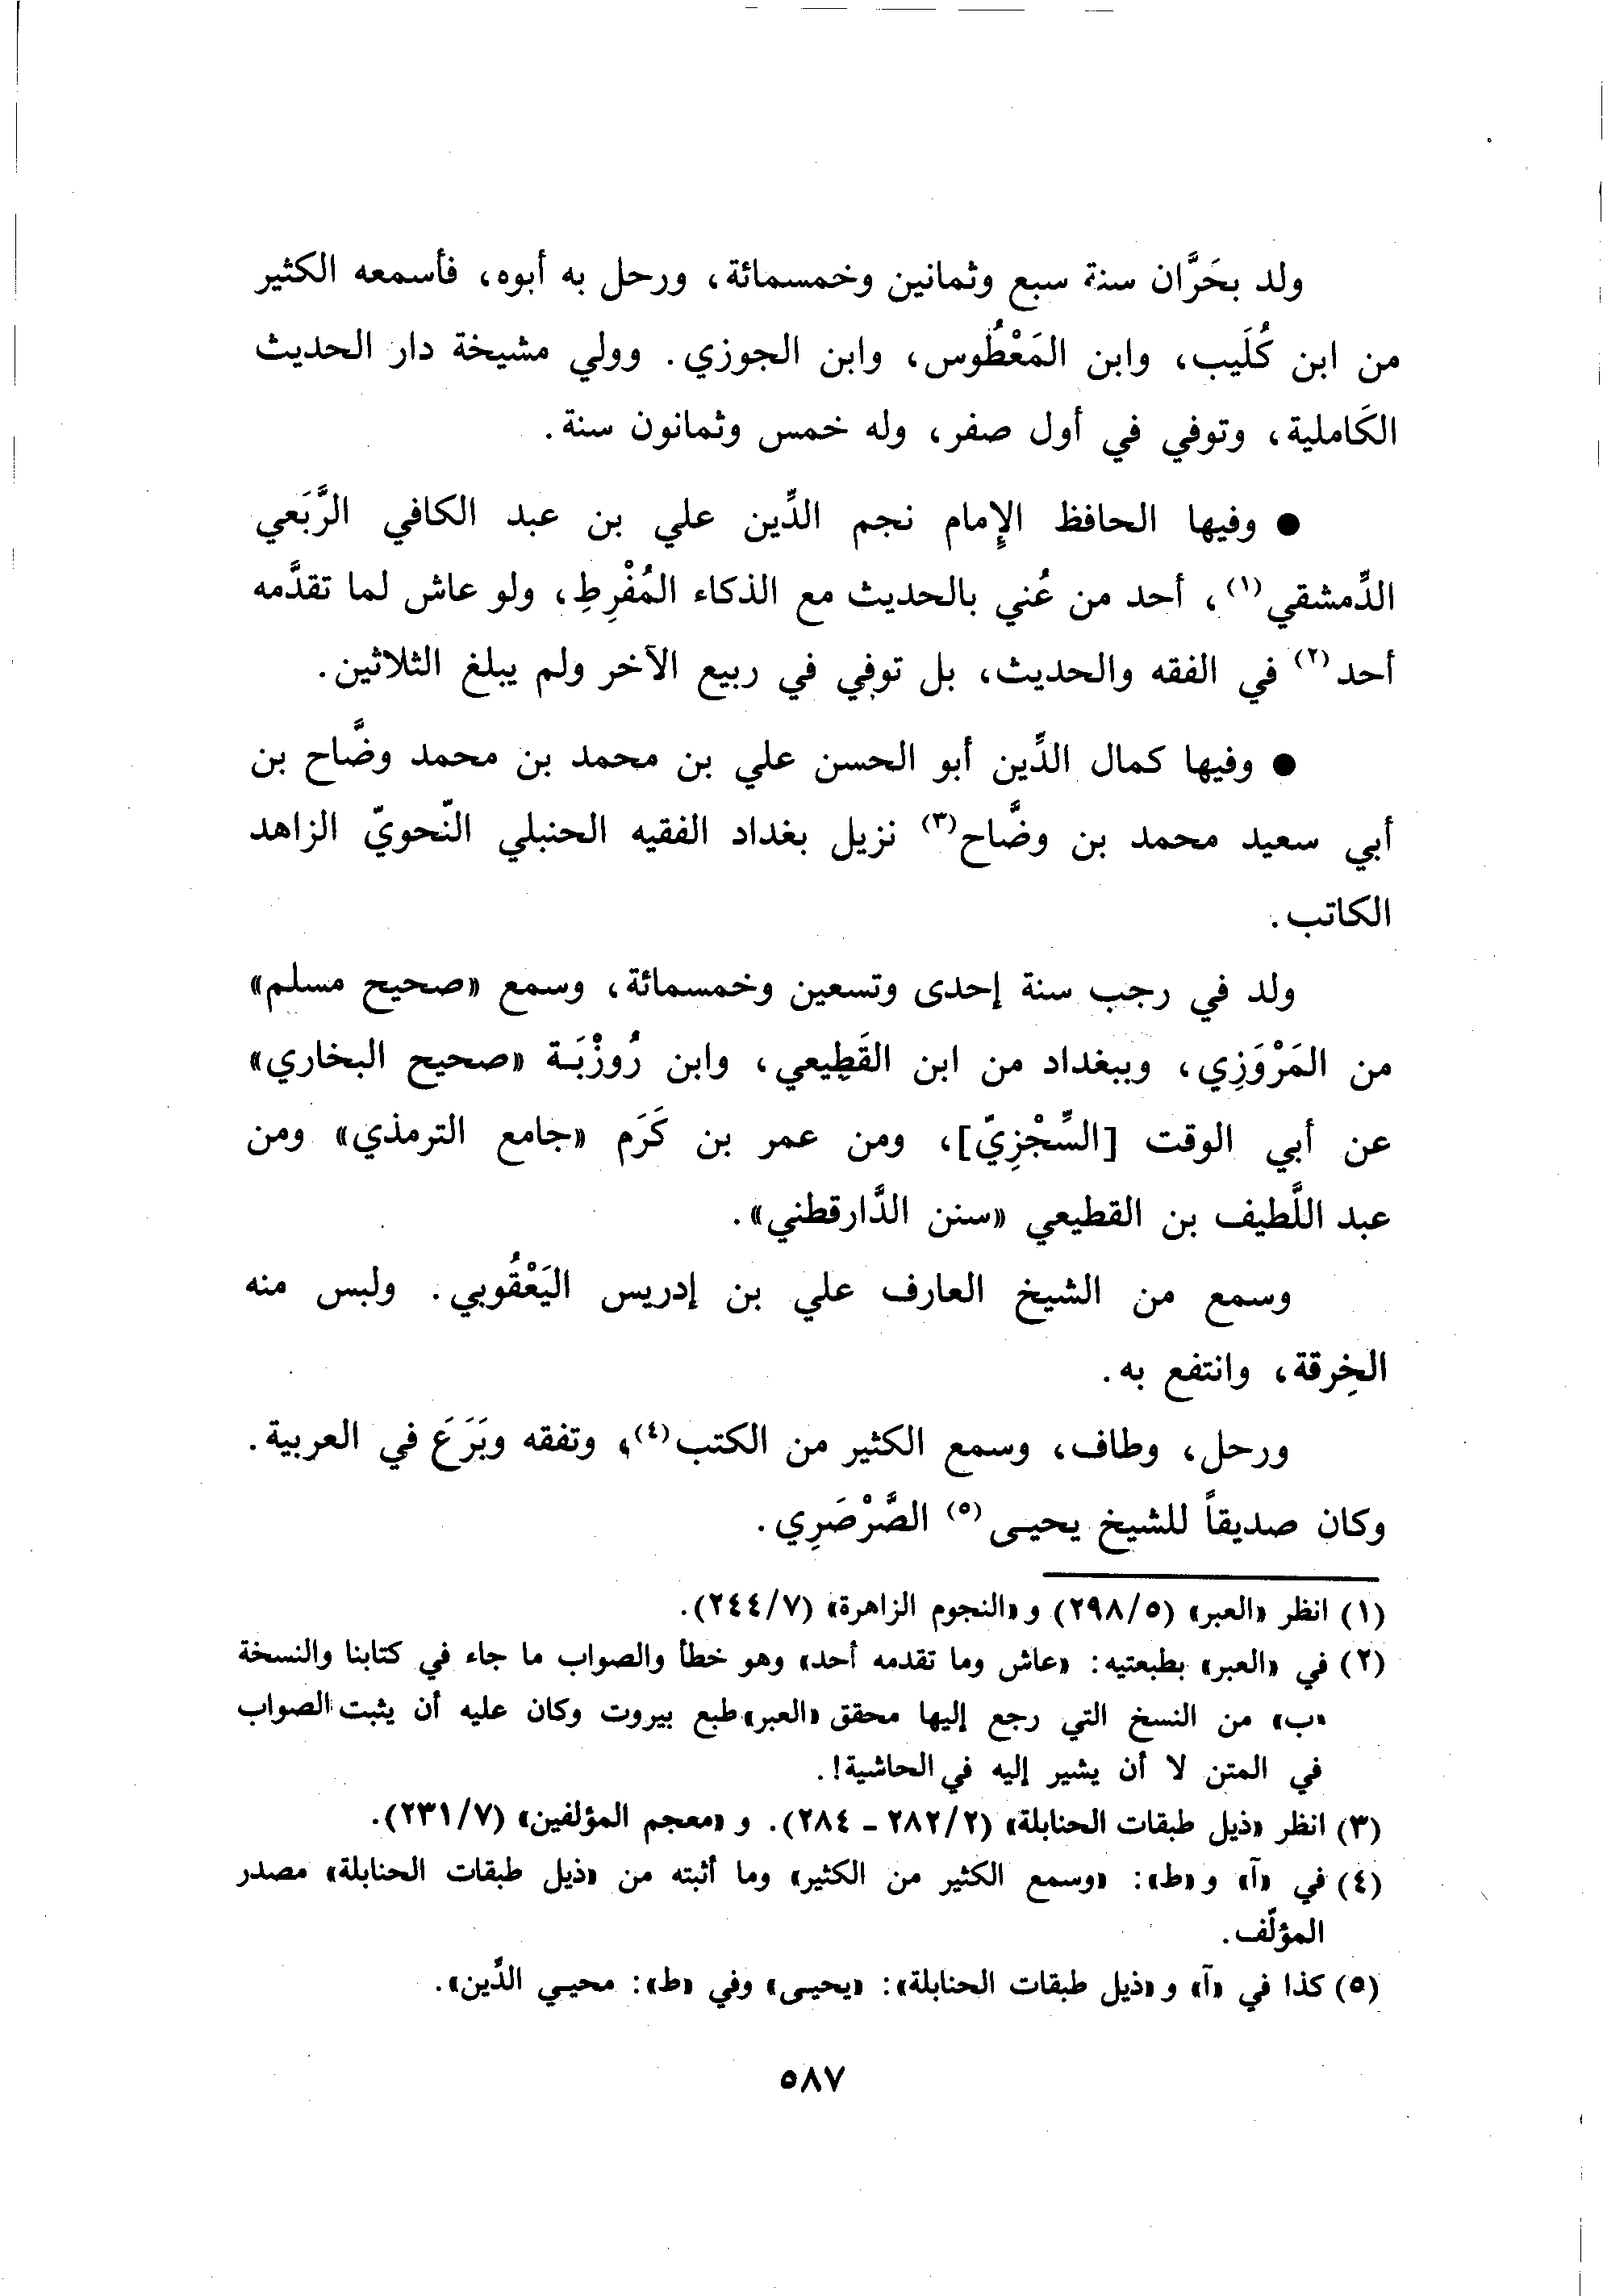 ولد بحَرَّان سنة سبع وثمانين وخمسمائة، ورحل به أبوه، فأسمعه الكثير
من ابن كُلَيب، وابن المَعْطُوس، وابن الجوزي. وولي مشيخة دار الحديث
الكَاملية، وتوفي في أول صفر، وله خمس وثمانون سنة.
● وفيها الحافظ الإِمام نجم الدِّين علي بن عبد الكافي الرَّبَعي
الدِّمشقي(١)، أحد من عُني بالحديث مع الذكاء المُفْرِطِ، ولو عاش لما تقدَّمه
أحد(٢) في الفقه والحديث، بل توفي في ربيع الآخر ولم يبلغ الثلاثين.
● وفيها كمال الدِّين أبو الحسن علي بن محمد بن محمد وضَّاح بن
أبي سعيد محمد بن وضَّاح(٣) نزيل بغداد الفقيه الحنبلي النّحويّ الزاهد
الكاتب.
ولد في رجب سنة إحدى وتسعين وخمسمائة، وسمع «صحيح مسلم»
من المَرْوَزِي، وببغداد من ابن القَطِيعي، وابن رُوزْبَـة «صحيح البخاري»
عن أبي الوقت [السِّجْزِيّ]، ومن عمر بن كَرَم «جامع الترمذي» ومن
عبد اللَّطيف بن القطيعي «سنن الدَّارقطني».
وسمع من الشيخ العارف علي بن إدريس اليَعْقُوبي. ولبس منه
الخِرقة، وانتفع به.
ورحل، وطاف، وسمع الكثير من الكتب(٤)، وتفقه وبَرَعَ في العربية.
وكان صديقاً للشيخ يحيـى(٥) الصَّرْصَرِي.
(١) انظر «العبر» (٢٩٨/٥) و«النجوم الزاهرة» (٢٤٤/٧).
(٢) في «العبر» بطبعتيه: «عاش وما تقدمه أحد» وهو خطأ والصواب ما جاء في كتابنا والنسخة
«ب» من النسخ التي رجع إليها محقق «العبر» طبع بيروت وكان عليه أن يثبت الصواب
في المتن لا أن يشير إليه في الحاشية!.
(٣) انظر «ذيل طبقات الحنابلة» (٢٨٢/٢ - ٢٨٤). و«معجم المؤلفين» (٢٣١/٧).
(٤) في «آ» و«ط»: «وسمع الكثير من الكثير» وما أثبته من «ذيل طبقات الحنابلة» مصدر
المؤلّف.
(٥) كذا في «آ» و«ذيل طبقات الحنابلة»: «يحيـى» وفي «ط»: محيـي الدِّين».
٥٨٧